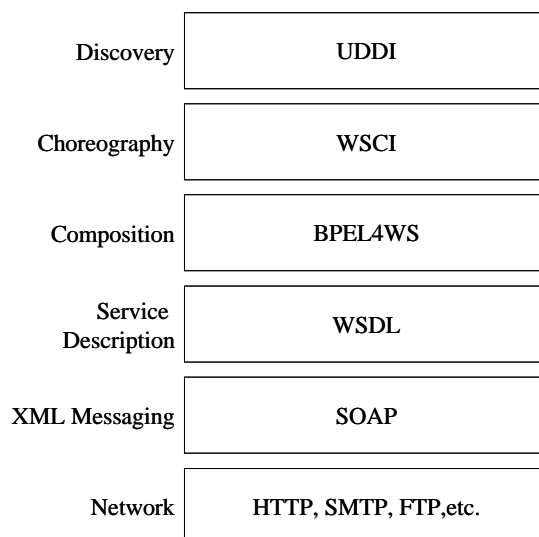 Discovery UDDI
Choreography WSCI
Composition BPEL4WS
Service
Description WSDL
XML Messaging SOAP
Network HTTP, SMTP, FTP,etc.